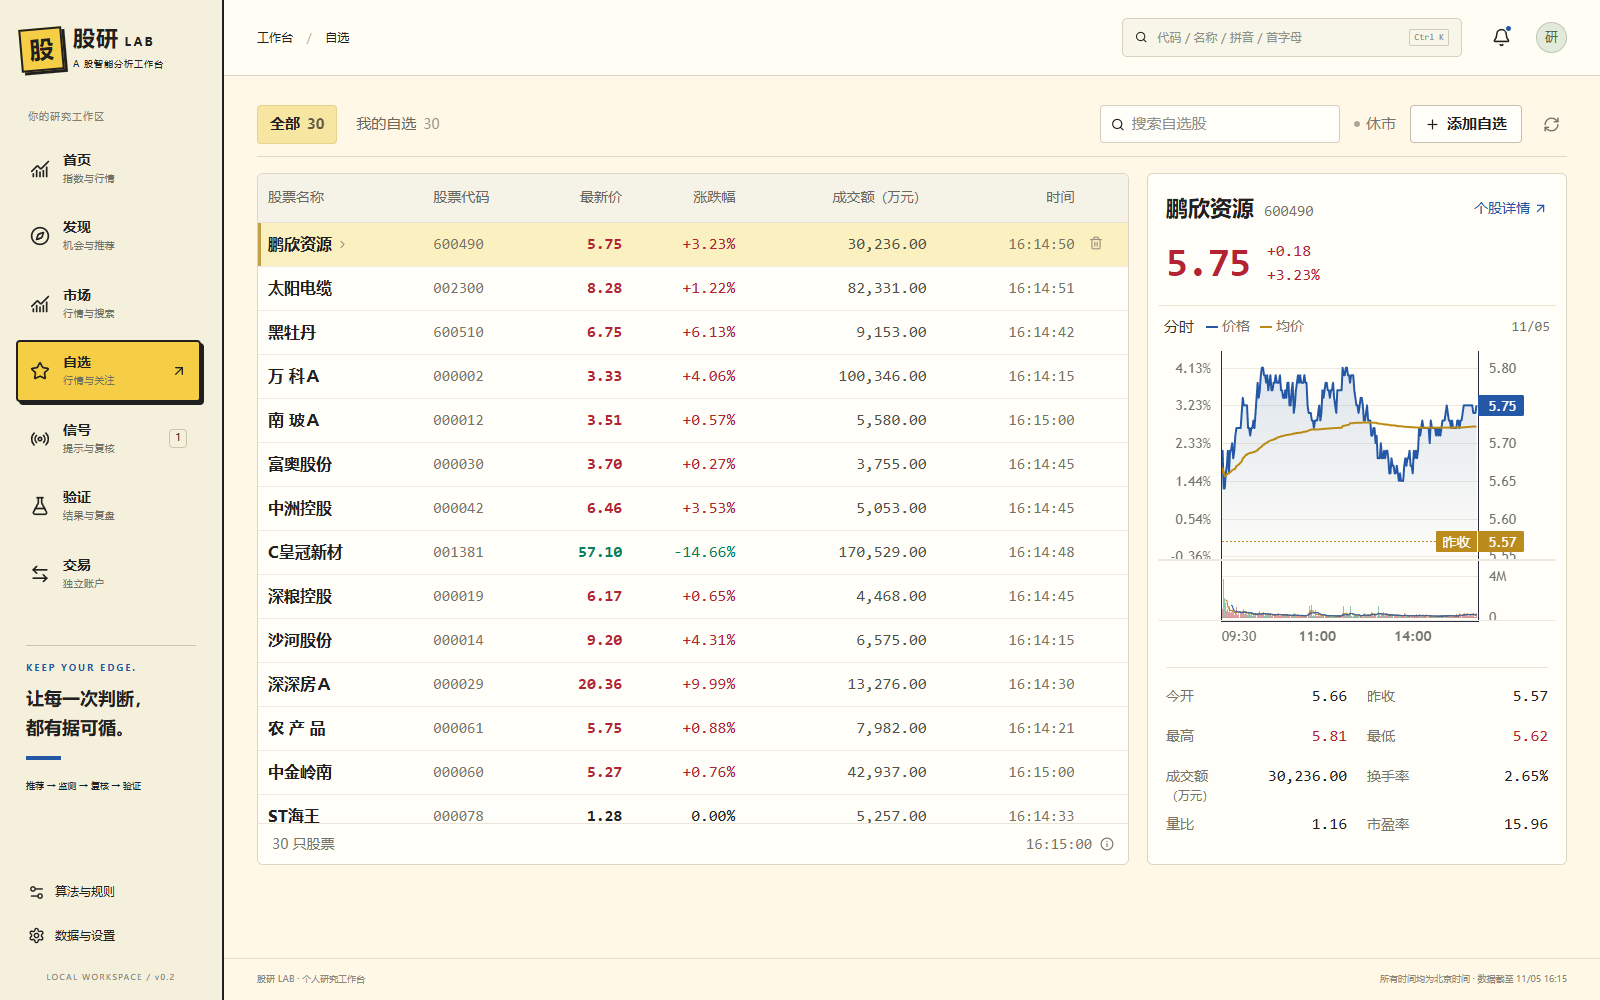 股
股研 LAB
A 股智能分析工作台
你的研究工作区
首页
指数与行情
发现
机会与推荐
市场
行情与搜索
自选
行情与关注
信号
提示与复核
1
验证
结果与复盘
交易
独立账户
KEEP YOUR EDGE.
让每一次判断,
都有据可循。
推荐 → 监测 → 复核 → 验证
算法与规则
数据与设置
LOCAL WORKSPACE / v0.2
工作台 / 自选
代码 / 名称 / 拼音 / 首字母 Ctrl K
研
全部 30 我的自选 30
搜索自选股
休市
添加自选
股票名称 股票代码 最新价 涨跌幅 成交额 (万元) 时间
鹏欣资源 600490 5.75 +3.23% 30,236.00 16:14:50
太阳电缆 002300 8.28 +1.22% 82,331.00 16:14:51
黑牡丹 600510 6.75 +6.13% 9,153.00 16:14:42
万 科A 000002 3.33 +4.06% 100,346.00 16:14:15
南 玻A 000012 3.51 +0.57% 5,580.00 16:15:00
富奥股份 000030 3.70 +0.27% 3,755.00 16:14:45
中洲控股 000042 6.46 +3.53% 5,053.00 16:14:45
C皇冠新材 001381 57.10 -14.66% 170,529.00 16:14:48
深粮控股 000019 6.17 +0.65% 4,468.00 16:14:45
沙河股份 000014 9.20 +4.31% 6,575.00 16:14:15
深深房A 000029 20.36 +9.99% 13,276.00 16:14:30
农 产 品 000061 5.75 +0.88% 7,982.00 16:14:21
中金岭南 000060 5.27 +0.76% 42,937.00 16:15:00
ST海王 000078 1.28 0.00% 5,257.00 16:14:33
30 只股票 16:15:00
鹏欣资源 600490 个股详情
5.75
+0.18
+3.23%
分时 价格 均价 11/05
4.13% 5.80
3.23% 5.75
2.33% 5.70
1.44% 5.65
0.54% 5.60
昨收 5.57
-0.36% 5.55
4M
0
09:30 11:00 14:00
今开 5.66 昨收 5.57
最高 5.81 最低 5.62
成交额 30,236.00 换手率 2.65%
(万元)
量比 1.16 市盈率 15.96
股研 LAB · 个人研究工作台
所有时间均为北京时间 · 数据截至 11/05 16:15